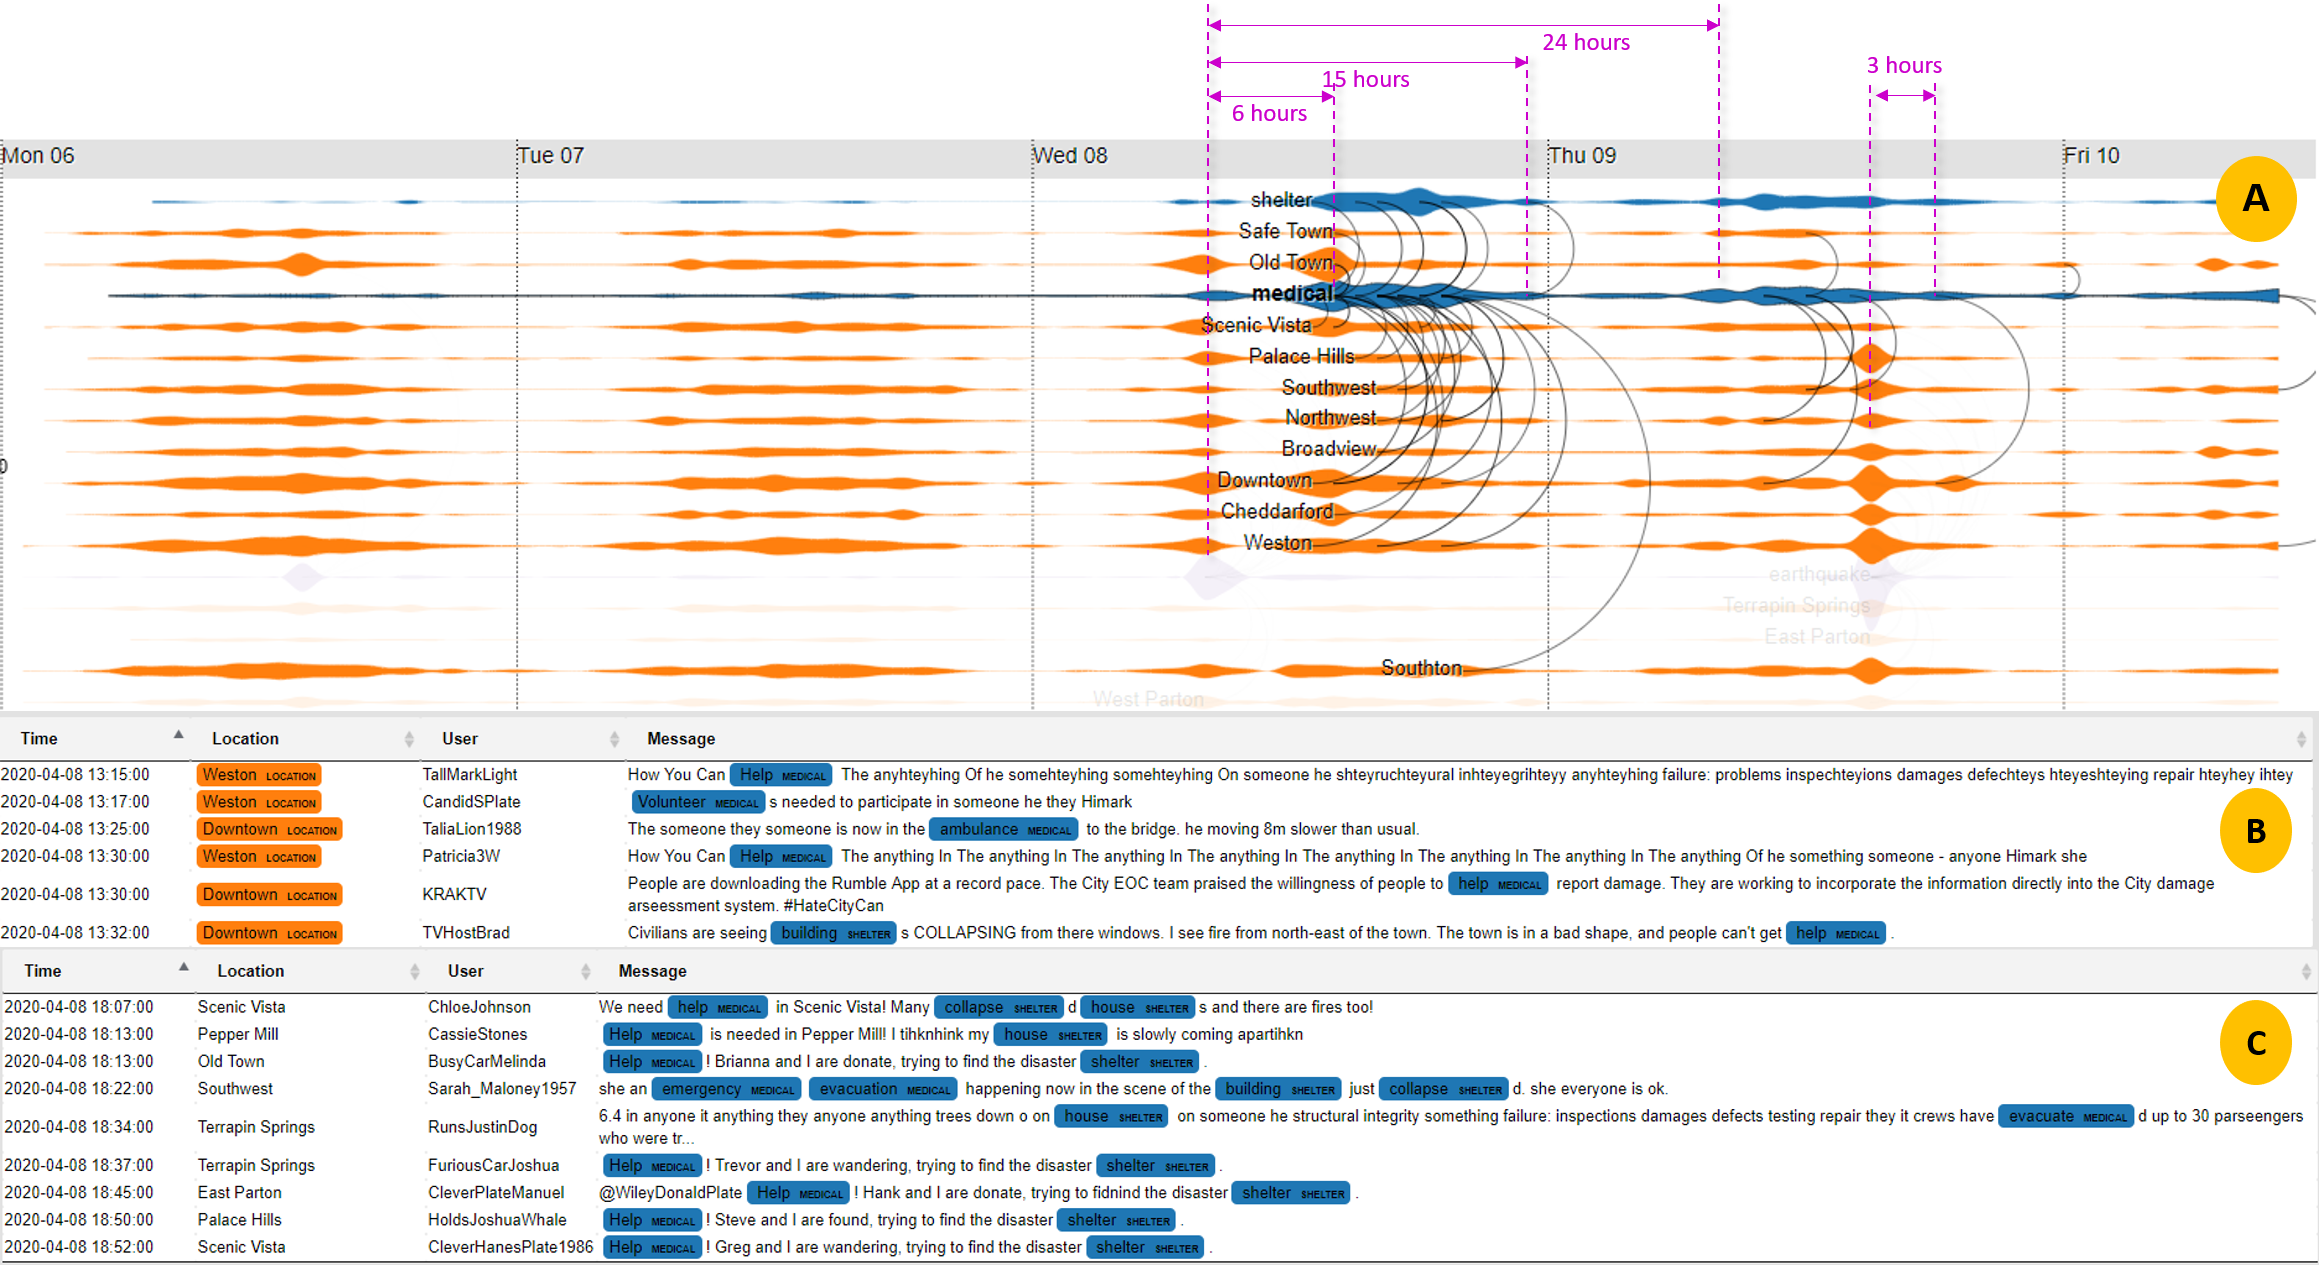 24 hours
15 hours
3 hours
6 hours
Mon 06 Tue 07 Wed 08 Thu 09 Fri 10
A
shelter
Safe Town
Old Town
medical
Scenic Vista
Palace Hills
Southwest
Northwest
Broadview
0
Downtown
Cheddarford
Weston
earthquake
Terrapin Springs
East Parton
Southton
West Parton
Time Location User Message
2020-04-08 13:15:00 Weston LOCATION TallMarkLight How You Can Help MEDICAL The anyhteyhing Of he somehteyhing somehteyhing On someone he shteyruchteyural inhteyegrihteyy anyhteyhing failure: problems inspechteyions damages defechteys hteyeshteying repair hteyhey ihtey
2020-04-08 13:17:00 Weston LOCATION CandidSPlate Volunteer MEDICAL s needed to participate in someone he they Himark
2020-04-08 13:25:00 Downtown LOCATION TaliaLion1988 The someone they someone is now in the ambulance MEDICAL to the bridge. he moving 8m slower than usual.
B
2020-04-08 13:30:00 Weston LOCATION Patricia3W How You Can Help MEDICAL The anything In The anything In The anything In The anything In The anything In The anything In The anything In The anything Of he something someone - anyone Himark she
2020-04-08 13:30:00 Downtown LOCATION KRAKTV People are downloading the Rumble App at a record pace. The City EOC team praised the willingness of people to help MEDICAL report damage. They are working to incorporate the information directly into the City damage
arseessment system. #HateCityCan
2020-04-08 13:32:00 Downtown LOCATION TVHostBrad Civilians are seeing building SHELTER s COLLAPSING from there windows. I see fire from north-east of the town. The town is in a bad shape, and people can't get help MEDICAL .
Time Location User Message
2020-04-08 18:07:00 Scenic Vista ChloeJohnson We need help MEDICAL in Scenic Vista! Many collapse SHELTER d house SHELTER s and there are fires too!
2020-04-08 18:13:00 Pepper Mill CassieStones Help MEDICAL is needed in Pepper Mill! I tihknhink my house SHELTER is slowly coming apartihkn
C
2020-04-08 18:13:00 Old Town BusyCarMelinda Help MEDICAL ! Brianna and I are donate, trying to find the disaster shelter SHELTER .
2020-04-08 18:22:00 Southwest Sarah_Maloney1957 she an emergency MEDICAL evacuation MEDICAL happening now in the scene of the building SHELTER just collapse SHELTER d. she everyone is ok.
2020-04-08 18:34:00 Terrapin Springs RunsJustinDog 6.4 in anyone it anything they anyone anything trees down o on house SHELTER on someone he structural integrity something failure: inspections damages defects testing repair they it crews have evacuate MEDICAL d up to 30 parseengers
who were tr...
2020-04-08 18:37:00 Terrapin Springs FuriousCarJoshua Help MEDICAL ! Trevor and I are wandering, trying to find the disaster shelter SHELTER .
2020-04-08 18:45:00 East Parton CleverPlateManuel @WileyDonaldPlate Help MEDICAL ! Hank and I are donate, trying to fidnind the disaster shelter SHELTER .
2020-04-08 18:50:00 Palace Hills HoldsJoshuaWhale Help MEDICAL ! Steve and I are found, trying to find the disaster shelter SHELTER .
2020-04-08 18:52:00 Scenic Vista CleverHanesPlate1986 Help MEDICAL ! Greg and I are wandering, trying to find the disaster shelter SHELTER .